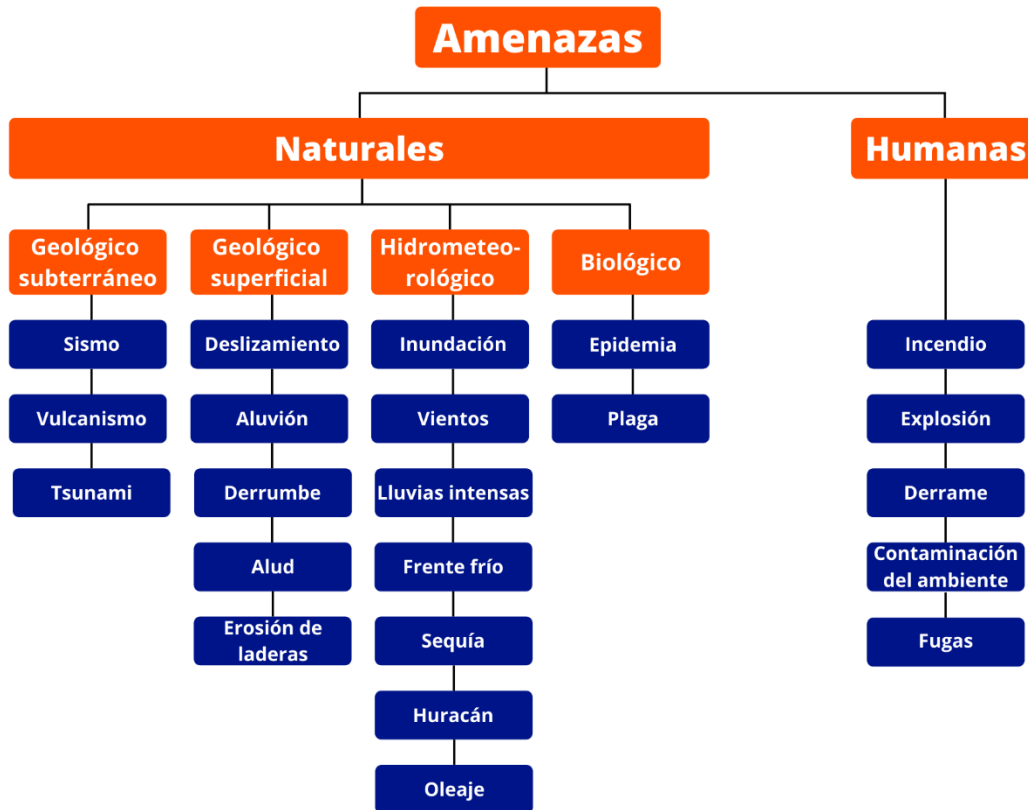 Amenazas
Naturales
Humanas
Geológico
subterráneo
Geológico
superficial
Hidrometeo-
rológico
Biológico
Sismo
Vulcanismo
Tsunami
Deslizamiento
Aluvión
Derrumbe
Alud
Erosión de
laderas
Inundación
Vientos
Lluvias intensas
Frente frío
Sequía
Huracán
Oleaje
Epidemia
Plaga
Incendio
Explosión
Derrame
Contaminación
del ambiente
Fugas